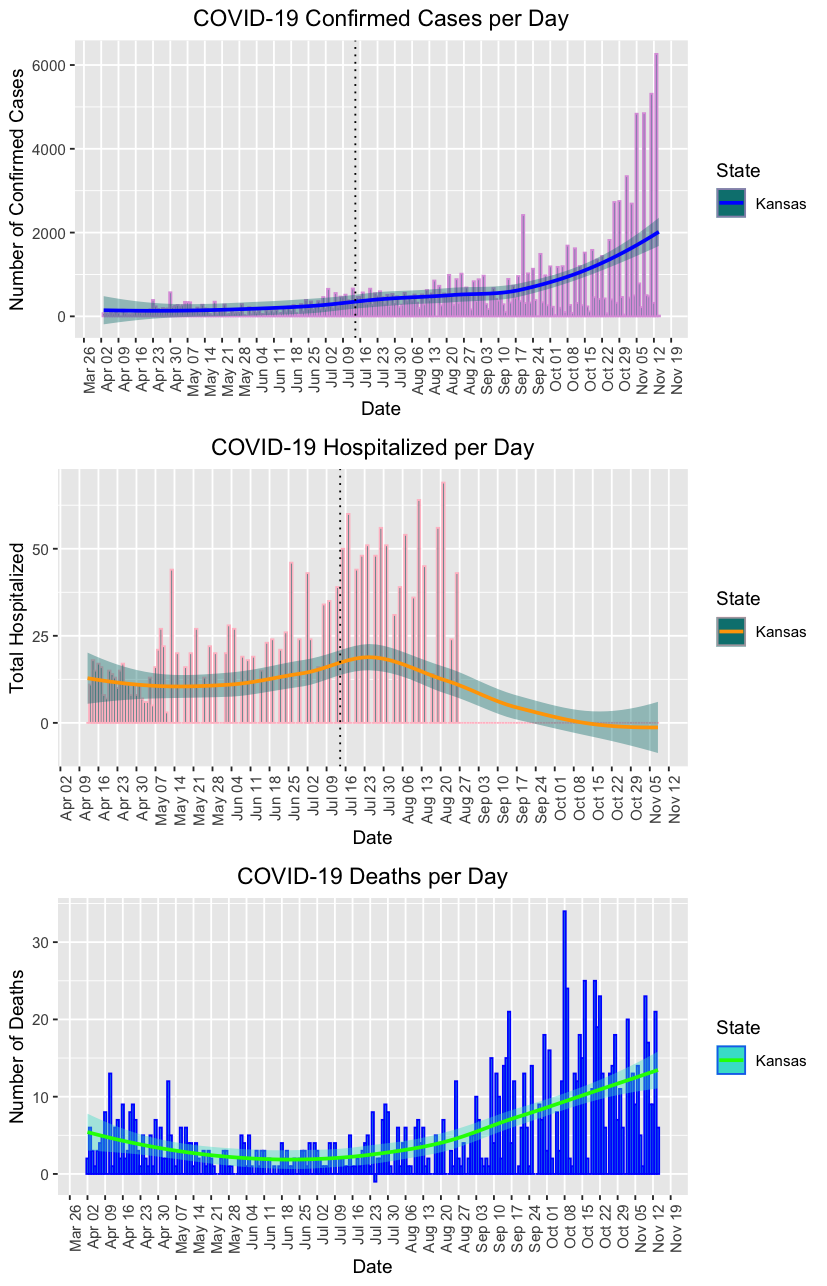 COVID-19 Confirmed Cases per Day
Number of Confirmed Cases
6000
4000
2000
0
Mar 26
Apr 02
Apr 09
Apr 16
Apr 23
Apr 30
May 07
May 14
May 21
May 28
Jun 04
Jun 11
Jun 18
Jun 25
Jul 02
Jul 09
Jul 16
Jul 23
Jul 30
Aug 06
Aug 13
Aug 20
Aug 27
Sep 03
Sep 10
Sep 17
Sep 24
Oct 01
Oct 08
Oct 15
Oct 22
Oct 29
Nov 05
Nov 12
Nov 19
Date
State
Kansas
COVID-19 Hospitalized per Day
Total Hospitalized
50
25
0
Apr 02
Apr 09
Apr 16
Apr 23
Apr 30
May 07
May 14
May 21
May 28
Jun 04
Jun 11
Jun 18
Jun 25
Jul 02
Jul 09
Jul 16
Jul 23
Jul 30
Aug 06
Aug 13
Aug 20
Aug 27
Sep 03
Sep 10
Sep 17
Sep 24
Oct 01
Oct 08
Oct 15
Oct 22
Oct 29
Nov 05
Nov 12
Date
State
Kansas
COVID-19 Deaths per Day
Number of Deaths
30
20
10
0
Mar 26
Apr 02
Apr 09
Apr 16
Apr 23
Apr 30
May 07
May 14
May 21
May 28
Jun 04
Jun 11
Jun 18
Jun 25
Jul 02
Jul 09
Jul 16
Jul 23
Jul 30
Aug 06
Aug 13
Aug 20
Aug 27
Sep 03
Sep 10
Sep 17
Sep 24
Oct 01
Oct 08
Oct 15
Oct 22
Oct 29
Nov 05
Nov 12
Nov 19
Date
State
Kansas